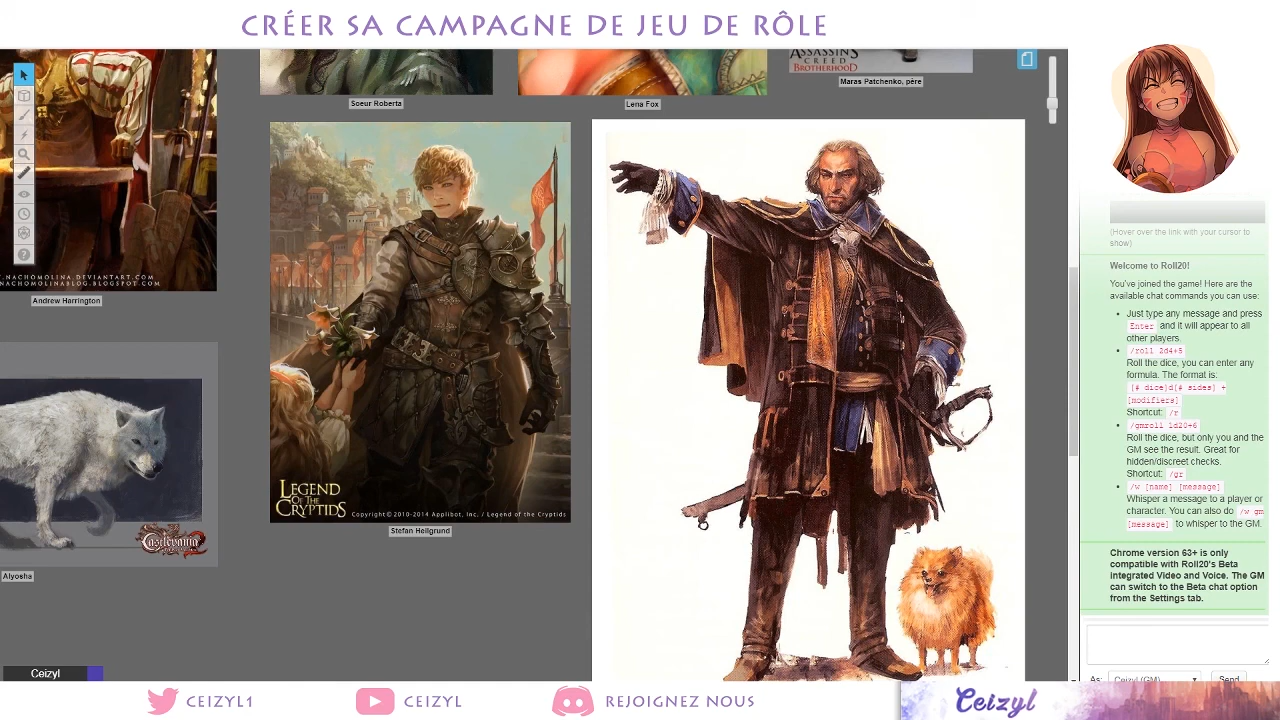 CRÉER SA CAMPAGNE DE JEU DE RÔLE
ASSASSIN'S
CREED
BROTHERHOOD
Soeur Roberta
Lena Fox
Maras Patchenko, père
.NACHOMOLINA.DEVIANTART.COM
NACHOMOLINABLOG.BLOGSPOT.COM
Andrew Harrington
LEGEND
OF THE
CRYPTIDS
Copyright©2010-2014 Applibot, Inc. / Legend of the Cryptids
Stefan Heilgrund
Castlevania
Alyosha
Ceizyl
(Hover over the link with your cursor to
show)
Welcome to Roll20!
You've joined the game! Here are the
available chat commands you can use:
Just type any message and press
Enter and it will appear to all
other players.
/roll 2d4+5
Roll the dice, you can enter any
formula. The format is:
[# dice]d[# sides] +
[modifiers]
Shortcut: /r
/gmroll 1d20+6
Roll the dice, but only you and the
GM see the result. Great for
hidden/discreet checks.
Shortcut: /gr
/w [name] [message]
Whisper a message to a player or
character. You can also do /w gm
[message] to whisper to the GM.
Chrome version 63+ is only
compatible with Roll20's Beta
Integrated Video and Voice. The GM
can switch to the Beta chat option
from the Settings tab.
As: Ceizyl (GM) Send
CEIZYL1
CEIZYL
REJOIGNEZ NOUS
Ceizyl